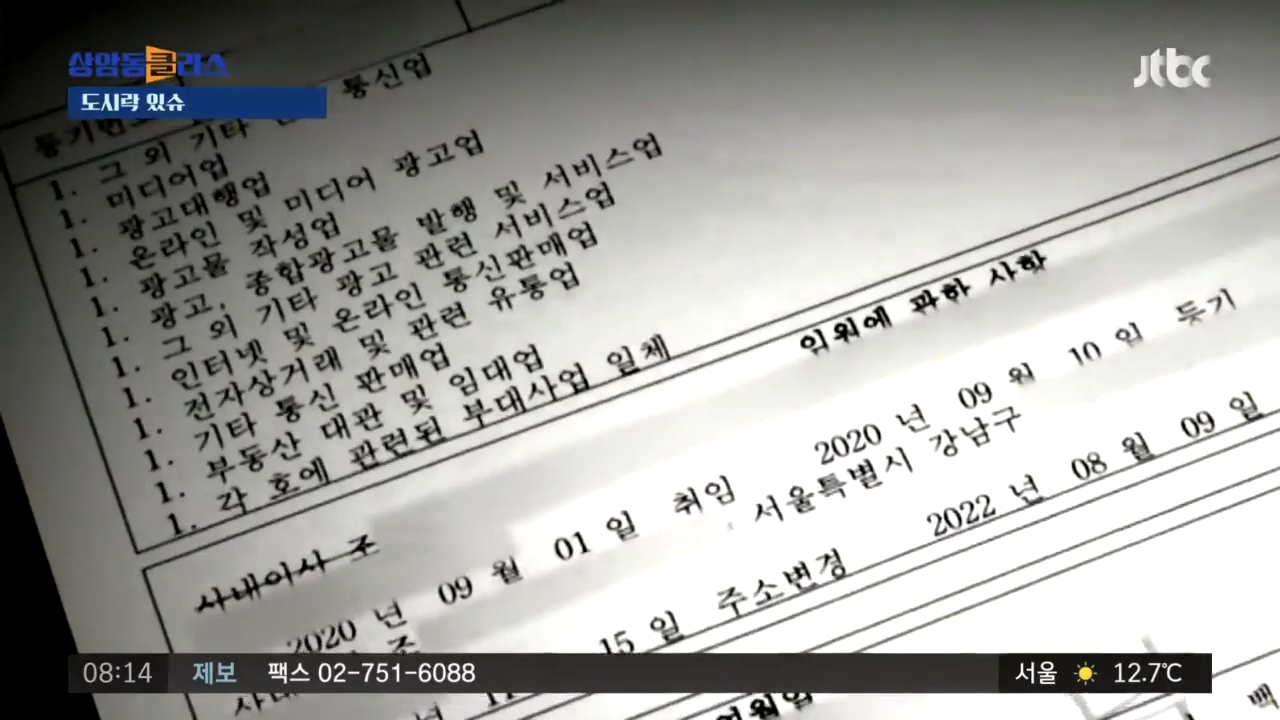 상암동클라스
jtbc
도시락 있슈
통신업
1. 그 외 기타
1. 미디어업
1. 광고대행업
1. 온라인 및 미디어 광고업
1. 광고물 작성업
1. 광고, 종합광고물 발행 및 서비스업
1. 그 외 기타 광고 관련 서비스업
1. 인터넷 및 온라인 통신판매업
1. 전자상거래 및 관련 유통업
1. 기타 통신 판매업
1. 부동산 대관 및 임대업
1. 각 호에 관련된 부대사업 일체
임원에 관한 사항
사내이사 조
2020 년 09 월 01 일 취임 2020 년 09 월 10 일 등기
서울특별시 강남구
15 일 주소변경 2022 년 08 월 09 일
08:14 제보 팩스 02-751-6088
서울 12.7℃